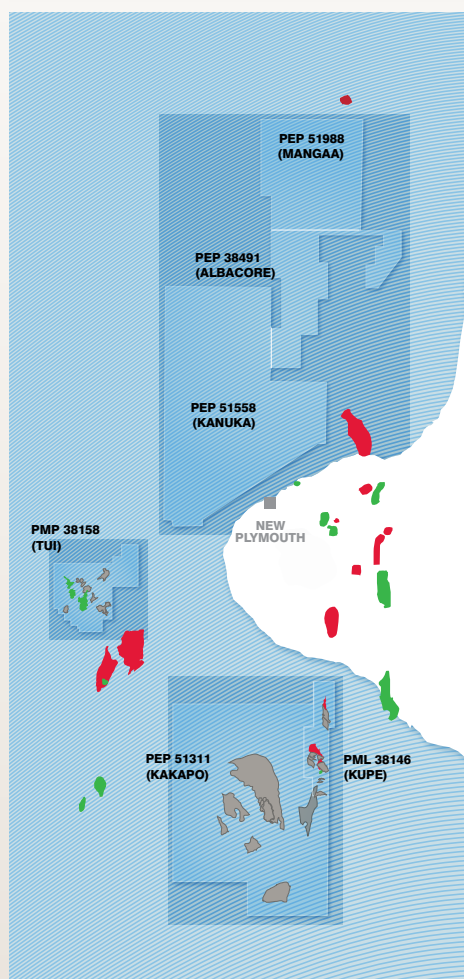 PEP 51988
(MANGAA)
PEP 38491
(ALBACORE)
PEP 51558
(KANUKA)
NEW
PLYMOUTH
PMP 38158
(TUI)
PEP 51311
(KAKAPO)
PML 38146
(KUPE)